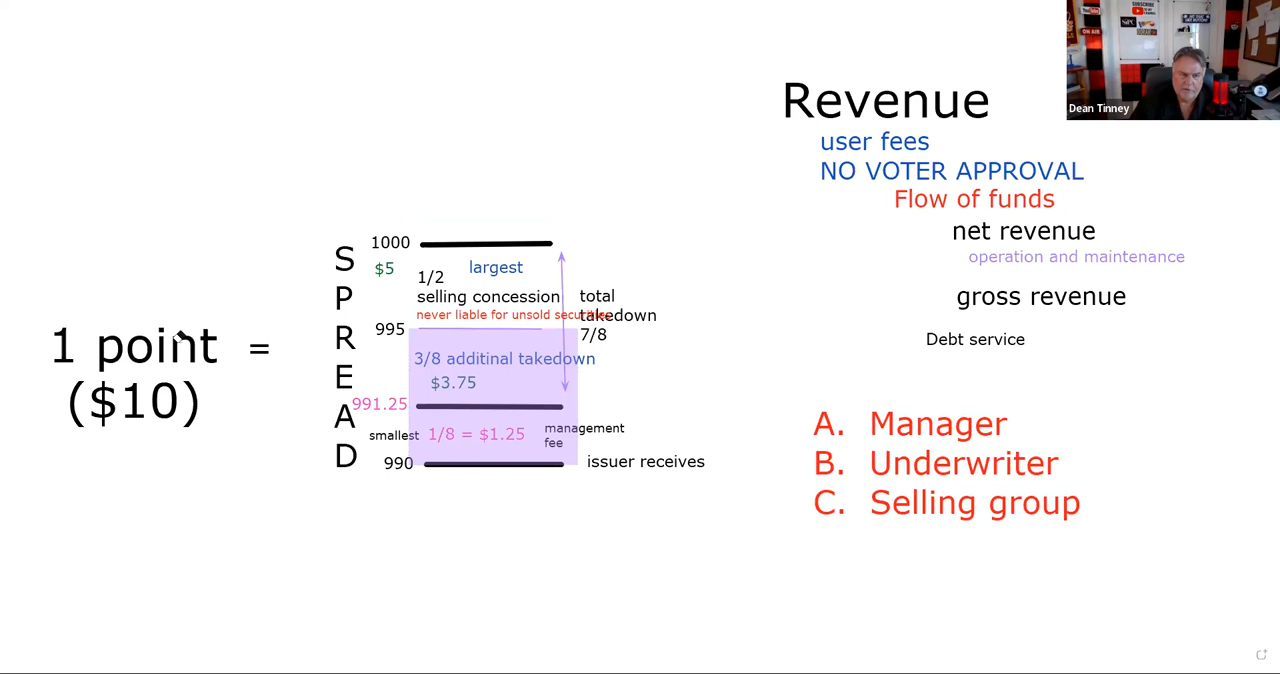 Revenue
user fees
NO VOTER APPROVAL
Flow of funds
net revenue
operation and maintenance
gross revenue
Debt service
1 point
($10)
=
S
P
R
E
A
D
1000
$5
1/2
largest
selling concession
never liable for unsold
995
total
takedown
7/8
3/8 additinal takedown
$3.75
991.25
smallest
1/8 = $1.25
management
fee
990
issuer receives
A. Manager
B. Underwriter
C. Selling group
Dean Tinney
SUBSCRIBE
ON AIR